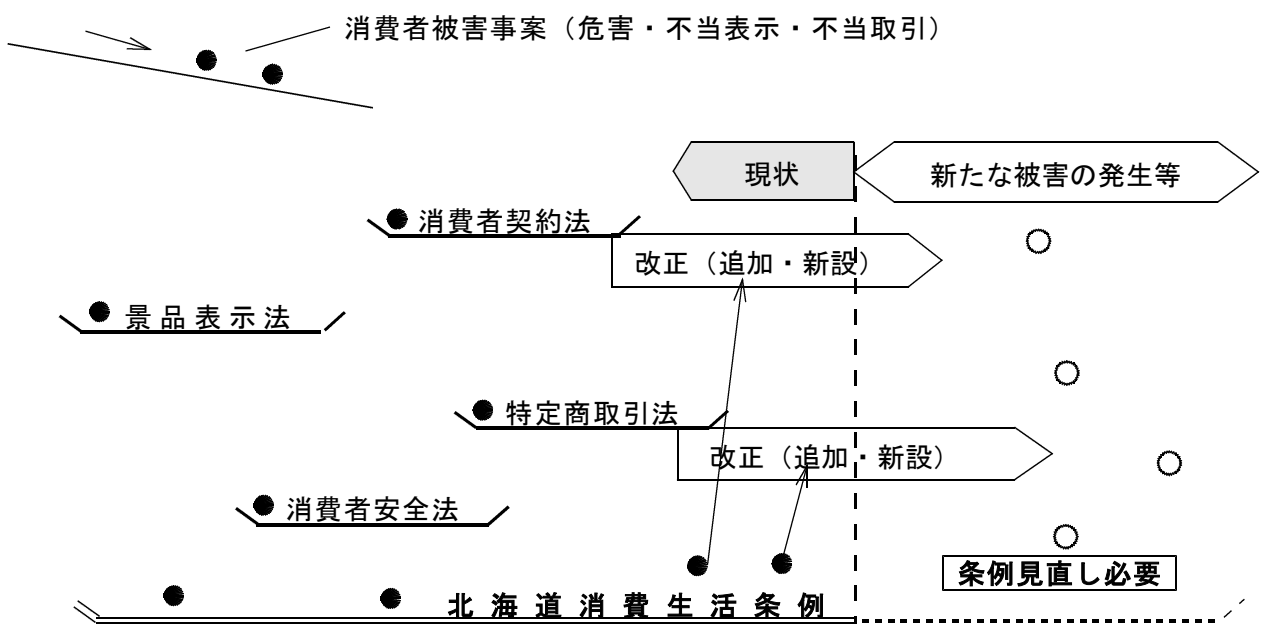 消費者被害事案（危害・不当表示・不当取引）
現状
新たな被害の発生等
消費者契約法
改正（追加・新設）
景品表示法
特定商取引法
改正（追加・新設）
消費者安全法
条例見直し必要
北海道消費生活条例